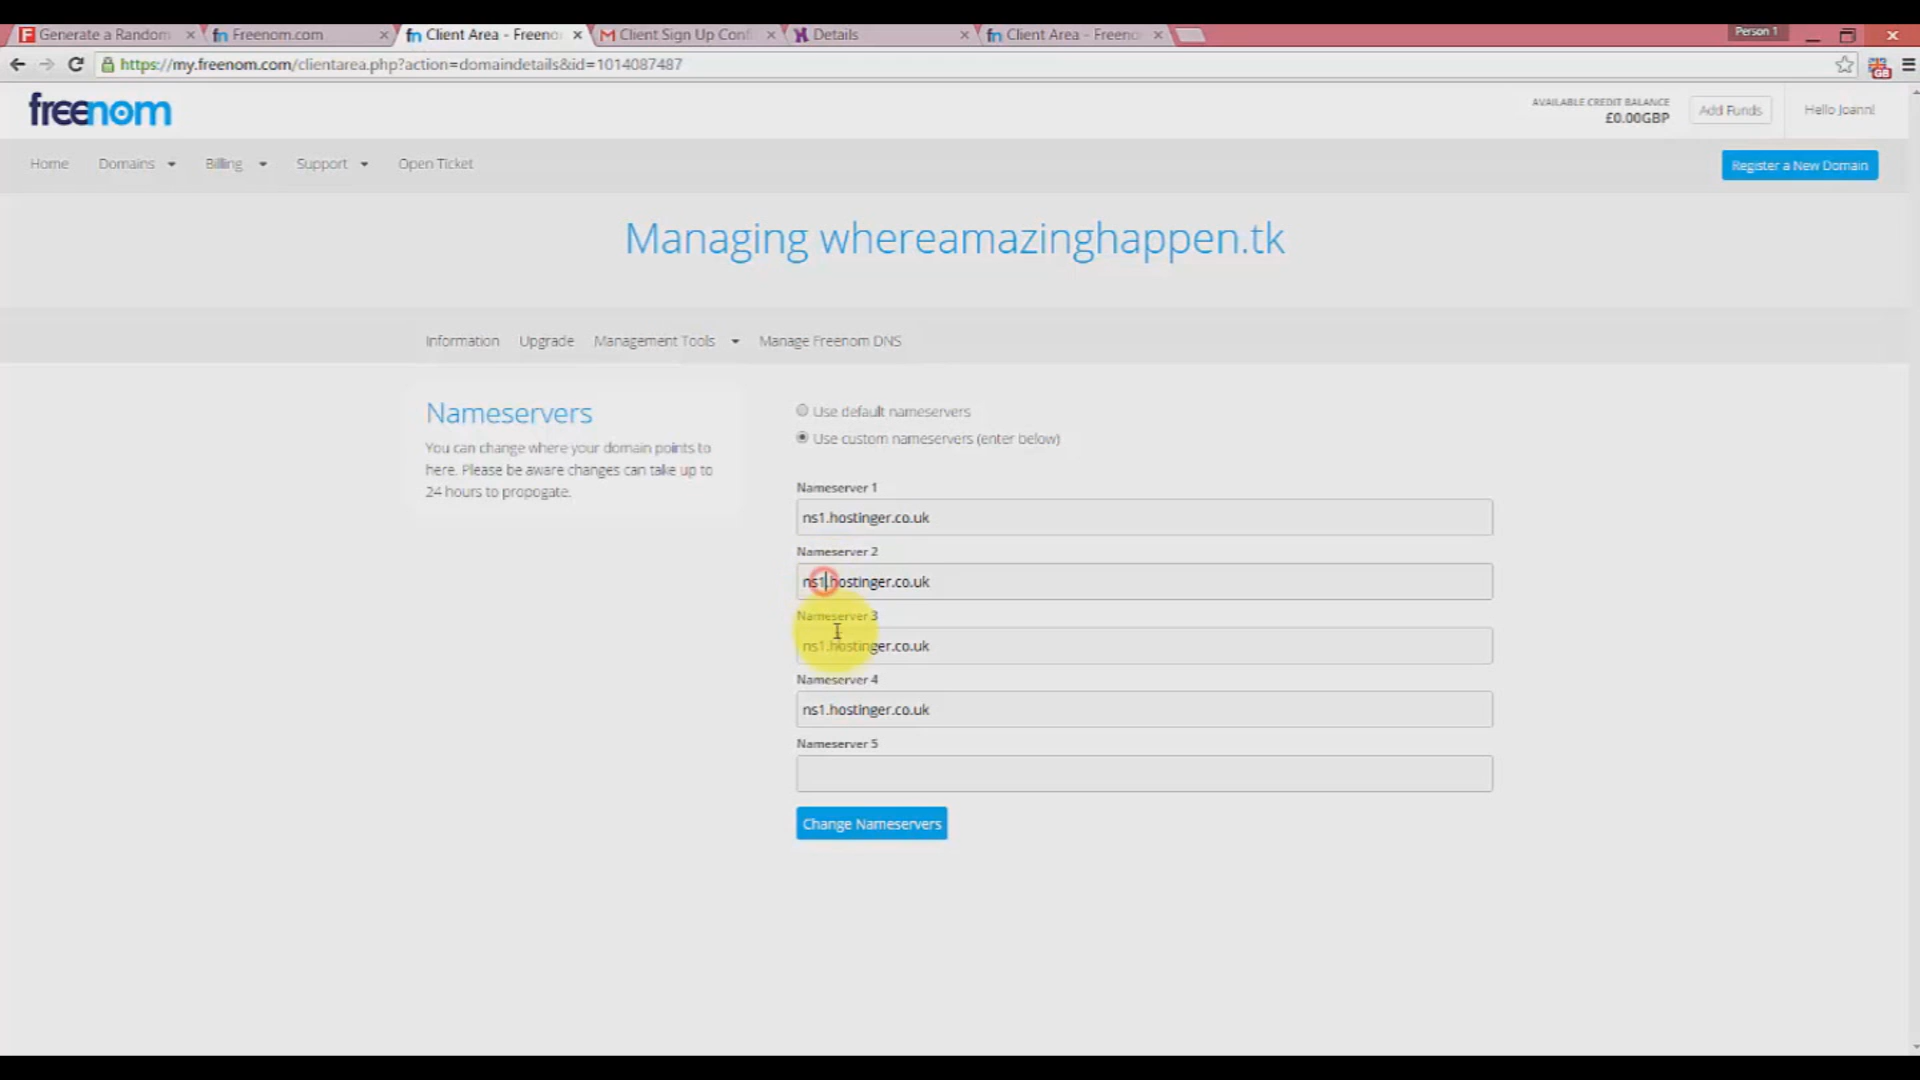 Generate a Random
Freenom.com
Client Area - Freeno
Client Sign Up Conf
Details
Client Area - Freeno
Person 1
https://my.freenom.com/clientarea.php?action=domaindetails&id=1014087487
GB
freenom
AVAILABLE CREDIT BALANCE
£0.00GBP
Add Funds
Hello Joann!
Home
Domains
Billing
Support
Open Ticket
Register a New Domain
Managing whereamazinghappen.tk
Information
Upgrade
Management Tools
Manage Freenom DNS
Nameservers
You can change where your domain points to
here. Please be aware changes can take up to
24 hours to propogate.
Use default nameservers
Use custom nameservers (enter below)
Nameserver 1
ns1.hostinger.co.uk
Nameserver 2
ns1.hostinger.co.uk
Nameserver 3
ns1.hostinger.co.uk
Nameserver 4
ns1.hostinger.co.uk
Nameserver 5
Change Nameservers